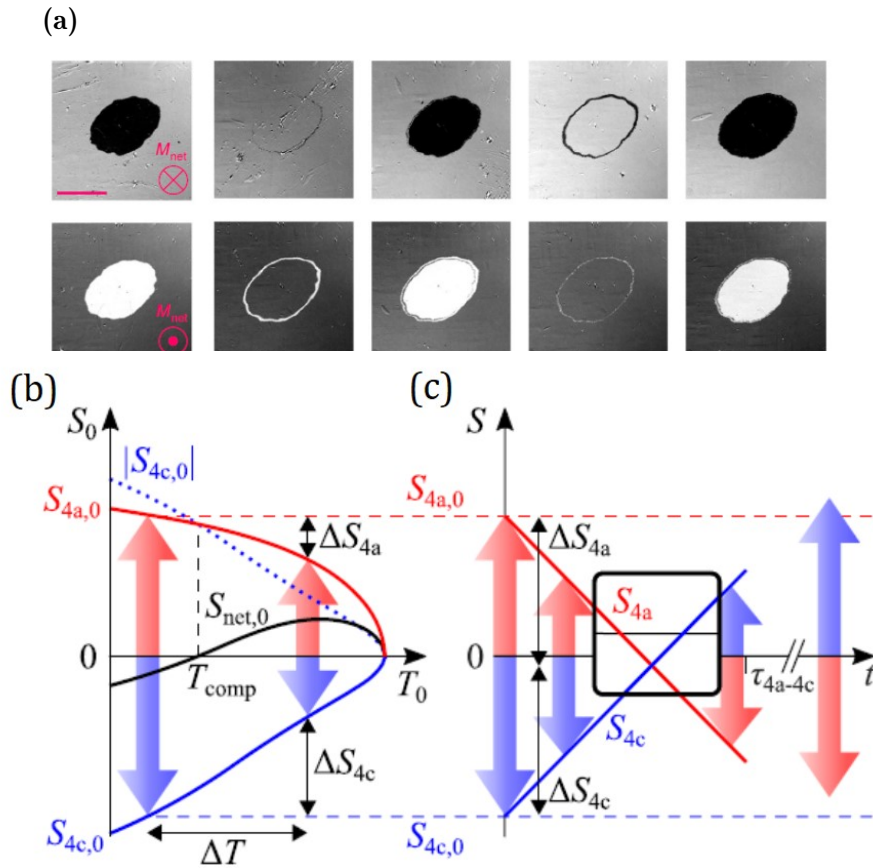 (a)
M_net
M_net
(b)
S_0
|S_4c,0|
S_4a,0
ΔS_4a
S_net,0
0
T_comp
T_0
ΔS_4c
S_4c,0
ΔT
(c)
S
S_4a,0
ΔS_4a
S_4a
0
τ_4a-4c
t
S_4c
ΔS_4c
S_4c,0